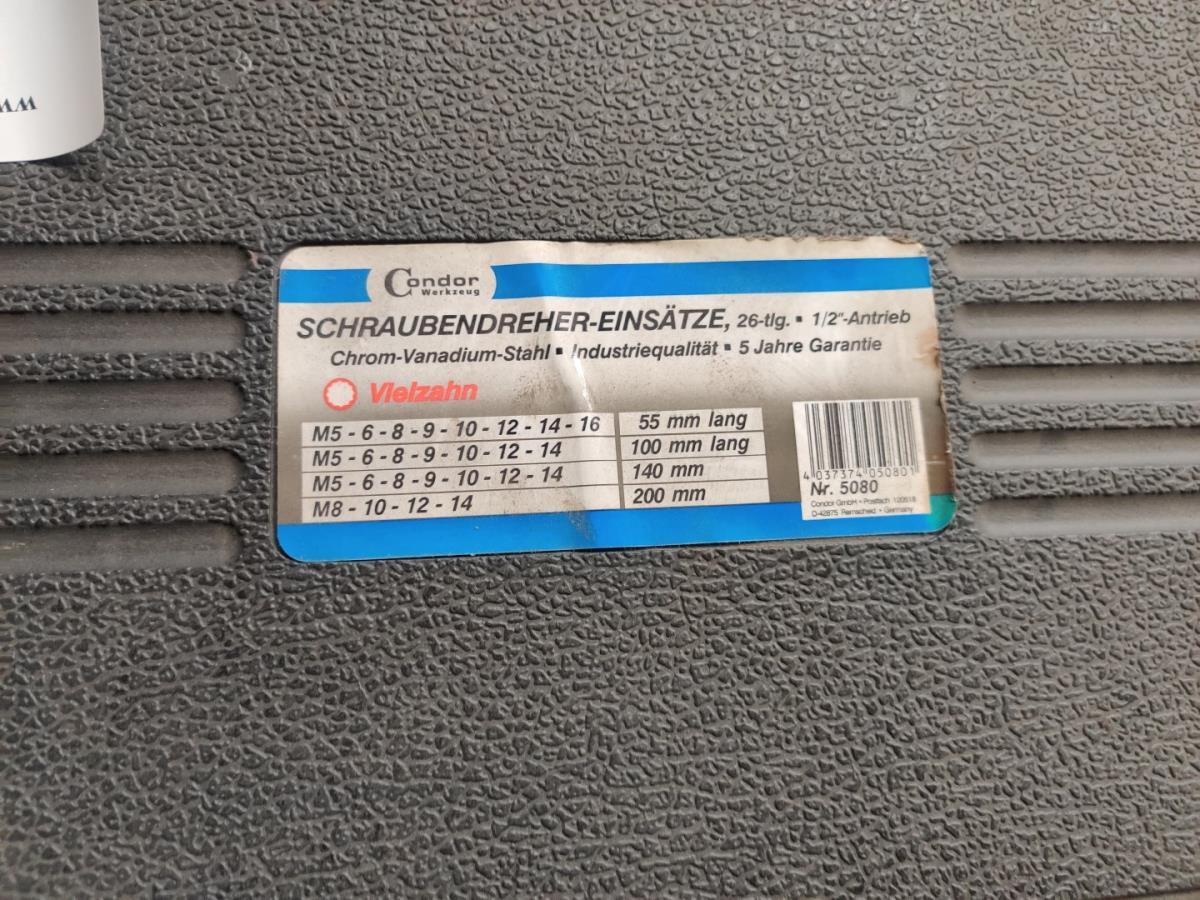 Condor
Werkzeug
SCHRAUBENDREHER-EINSÄTZE, 26-tlg. ▪ 1/2"-Antrieb
Chrom-Vanadium-Stahl ▪ Industriequalität ▪ 5 Jahre Garantie
Vielzahn
M5 - 6 - 8 - 9 - 10 - 12 - 14 - 16 55 mm lang
M5 - 6 - 8 - 9 - 10 - 12 - 14 100 mm lang
M5 - 6 - 8 - 9 - 10 - 12 - 14 140 mm
M8 - 10 - 12 - 14 200 mm
4 037374 050801
Nr. 5080
Condor GmbH • Postfach 120518
D-42875 Remscheid • Germany